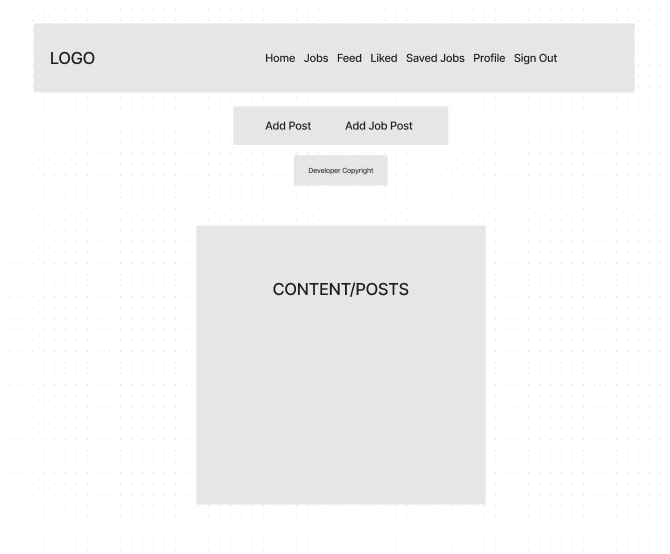 LOGO Home Jobs Feed Liked Saved Jobs Profile Sign Out
Add Post Add Job Post
Developer Copyright
CONTENT/POSTS